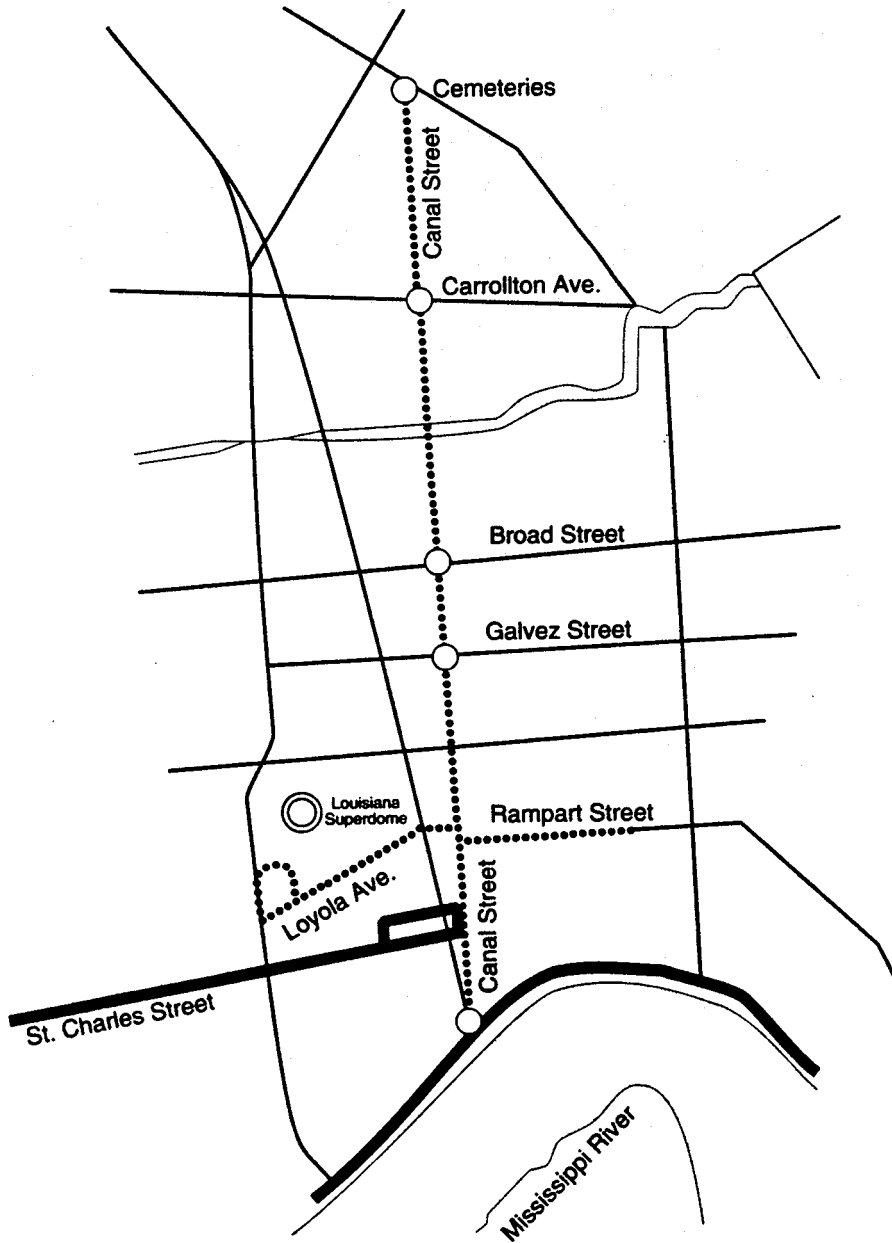 Cemeteries
Canal Street
Carrollton Ave.
Broad Street
Galvez Street
Louisiana
Superdome
Rampart Street
Loyola Ave.
Canal Street
St. Charles Street
Mississippi River